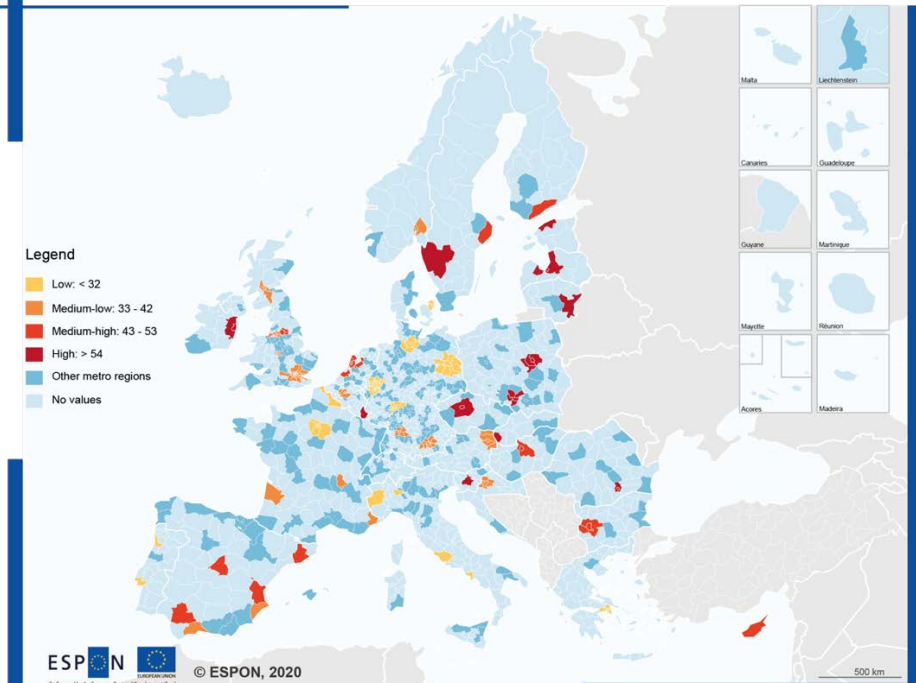 Malta
Liechtenstein
Canaries
Guadeloupe
Guyane
Martinique
Mayotte
Réunion
Acores
Madeira
Legend
Low: < 32
Medium-low: 33 - 42
Medium-high: 43 - 53
High: > 54
Other metro regions
No values
ESPON
EUROPEAN UNION
© ESPON, 2020
500 km